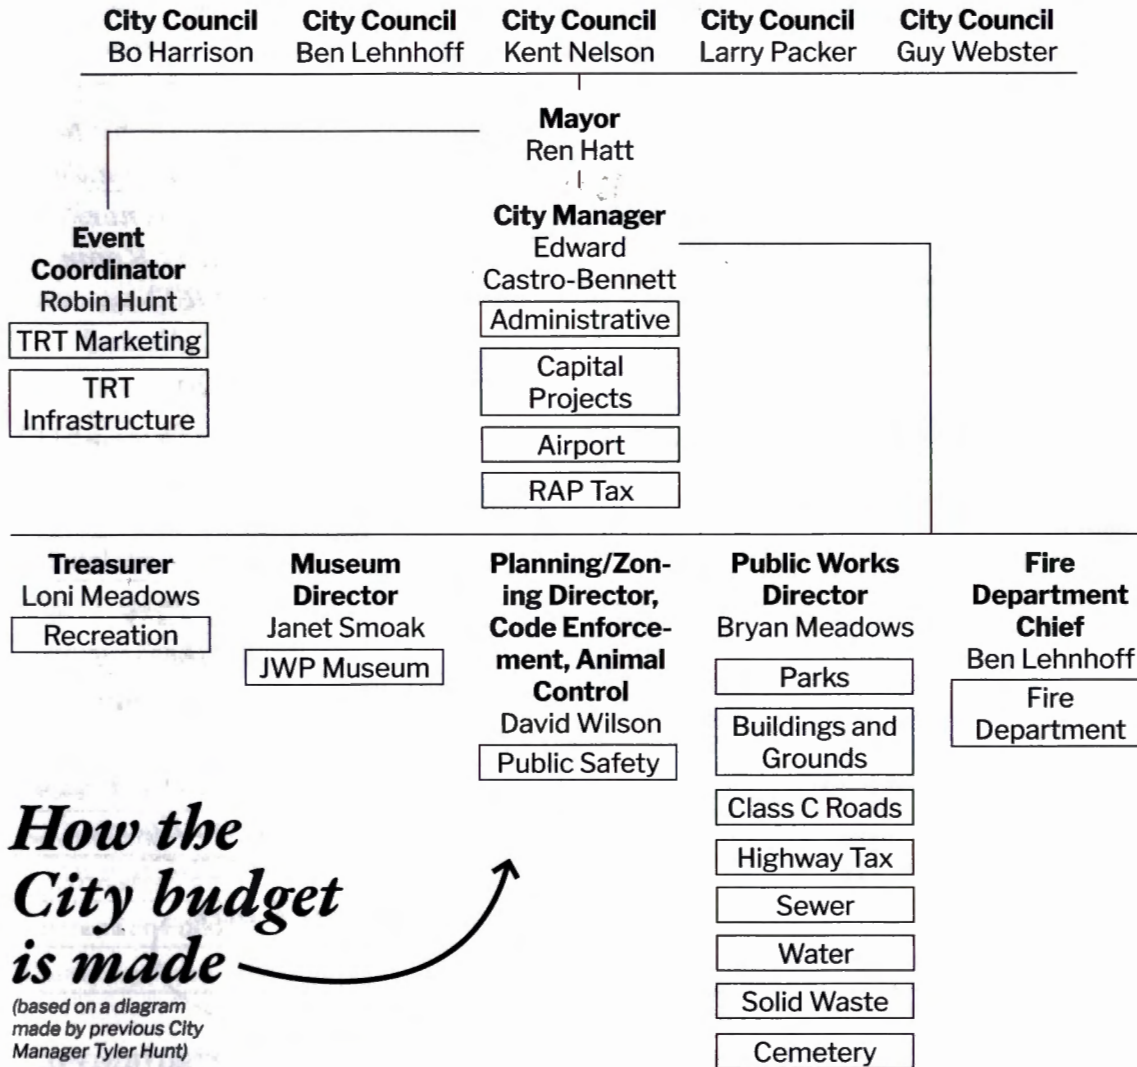 City Council
Bo Harrison
City Council
Ben Lehnhoff
City Council
Kent Nelson
City Council
Larry Packer
City Council
Guy Webster
Mayor
Ren Hatt
Event
Coordinator
Robin Hunt
TRT Marketing
TRT
Infrastructure
City Manager
Edward
Castro-Bennett
Administrative
Capital
Projects
Airport
RAP Tax
Treasurer
Loni Meadows
Recreation
Museum
Director
Janet Smoak
JWP Museum
Planning/Zon-
ing Director,
Code Enforce-
ment, Animal
Control
David Wilson
Public Safety
Public Works
Director
Bryan Meadows
Parks
Buildings and
Grounds
Class C Roads
Highway Tax
Sewer
Water
Solid Waste
Cemetery
Fire
Department
Chief
Ben Lehnhoff
Fire
Department
How the
City budget
is made
(based on a diagram
made by previous City
Manager Tyler Hunt)